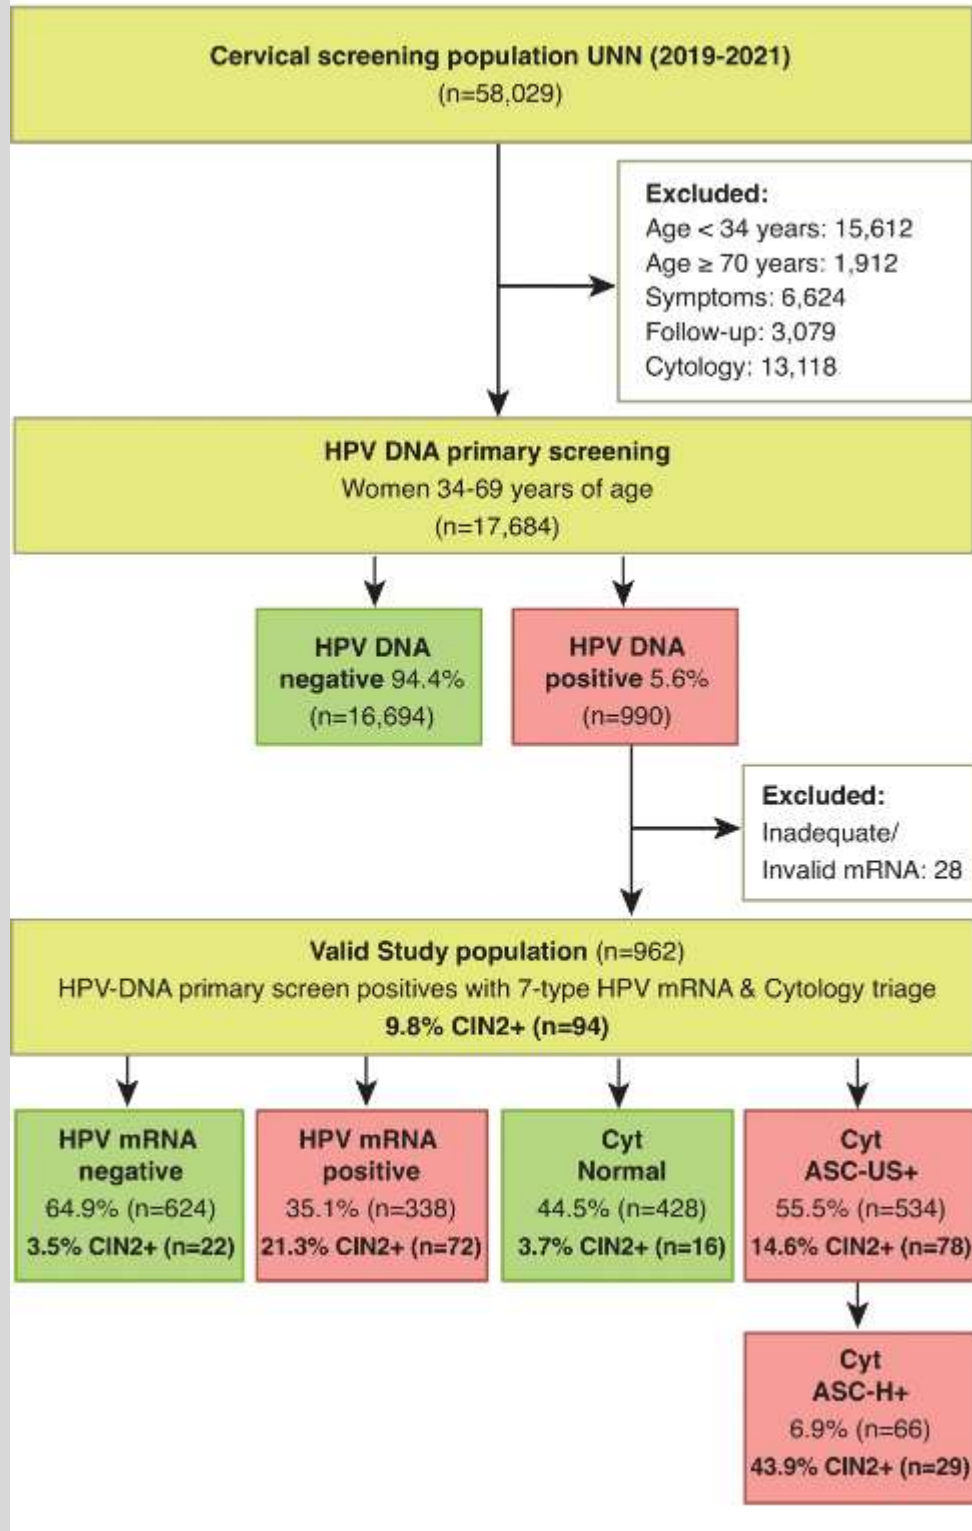 Cervical screening population UNN (2019-2021)
(n=58,029)
Excluded:
Age < 34 years: 15,612
Age ≥ 70 years: 1,912
Symptoms: 6,624
Follow-up: 3,079
Cytology: 13,118
HPV DNA primary screening
Women 34-69 years of age
(n=17,684)
HPV DNA
negative 94.4%
(n=16,694)
HPV DNA
positive 5.6%
(n=990)
Excluded:
Inadequate/
Invalid mRNA: 28
Valid Study population (n=962)
HPV-DNA primary screen positives with 7-type HPV mRNA & Cytology triage
9.8% CIN2+ (n=94)
HPV mRNA
negative
64.9% (n=624)
3.5% CIN2+ (n=22)
HPV mRNA
positive
35.1% (n=338)
21.3% CIN2+ (n=72)
Cyt
Normal
44.5% (n=428)
3.7% CIN2+ (n=16)
Cyt
ASC-US+
55.5% (n=534)
14.6% CIN2+ (n=78)
Cyt
ASC-H+
6.9% (n=66)
43.9% CIN2+ (n=29)